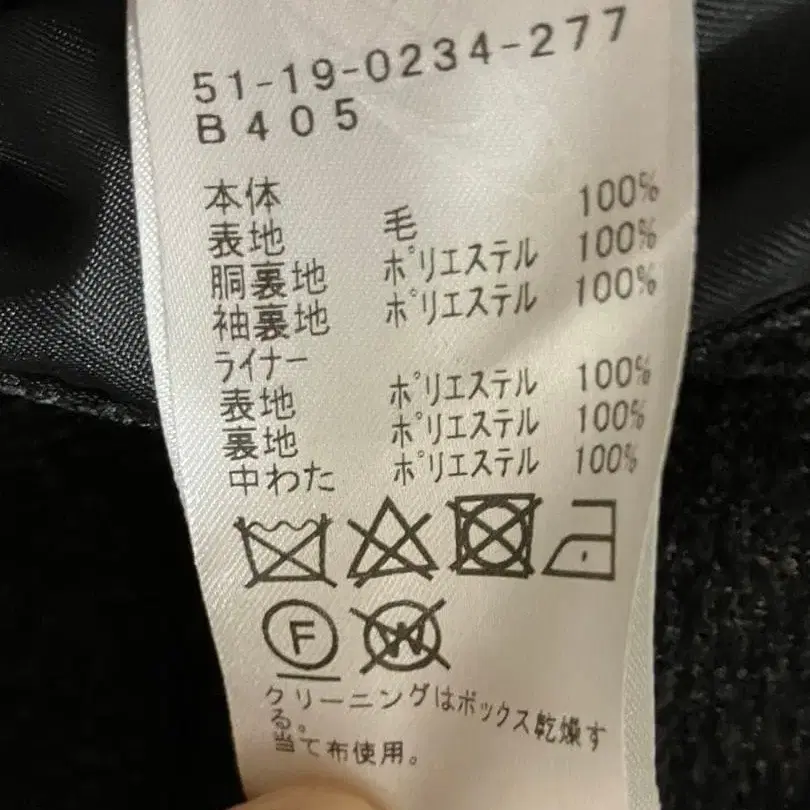 51-19-0234-277
B405
本体
表地 毛 100%
胴裏地 ポリエステル 100%
袖裏地 ポリエステル 100%
ライナー
表地 ポリエステル 100%
裏地 ポリエステル 100%
中わた ポリエステル 100%
F W
クリーニングはボックス乾燥す
る。
当て布使用。